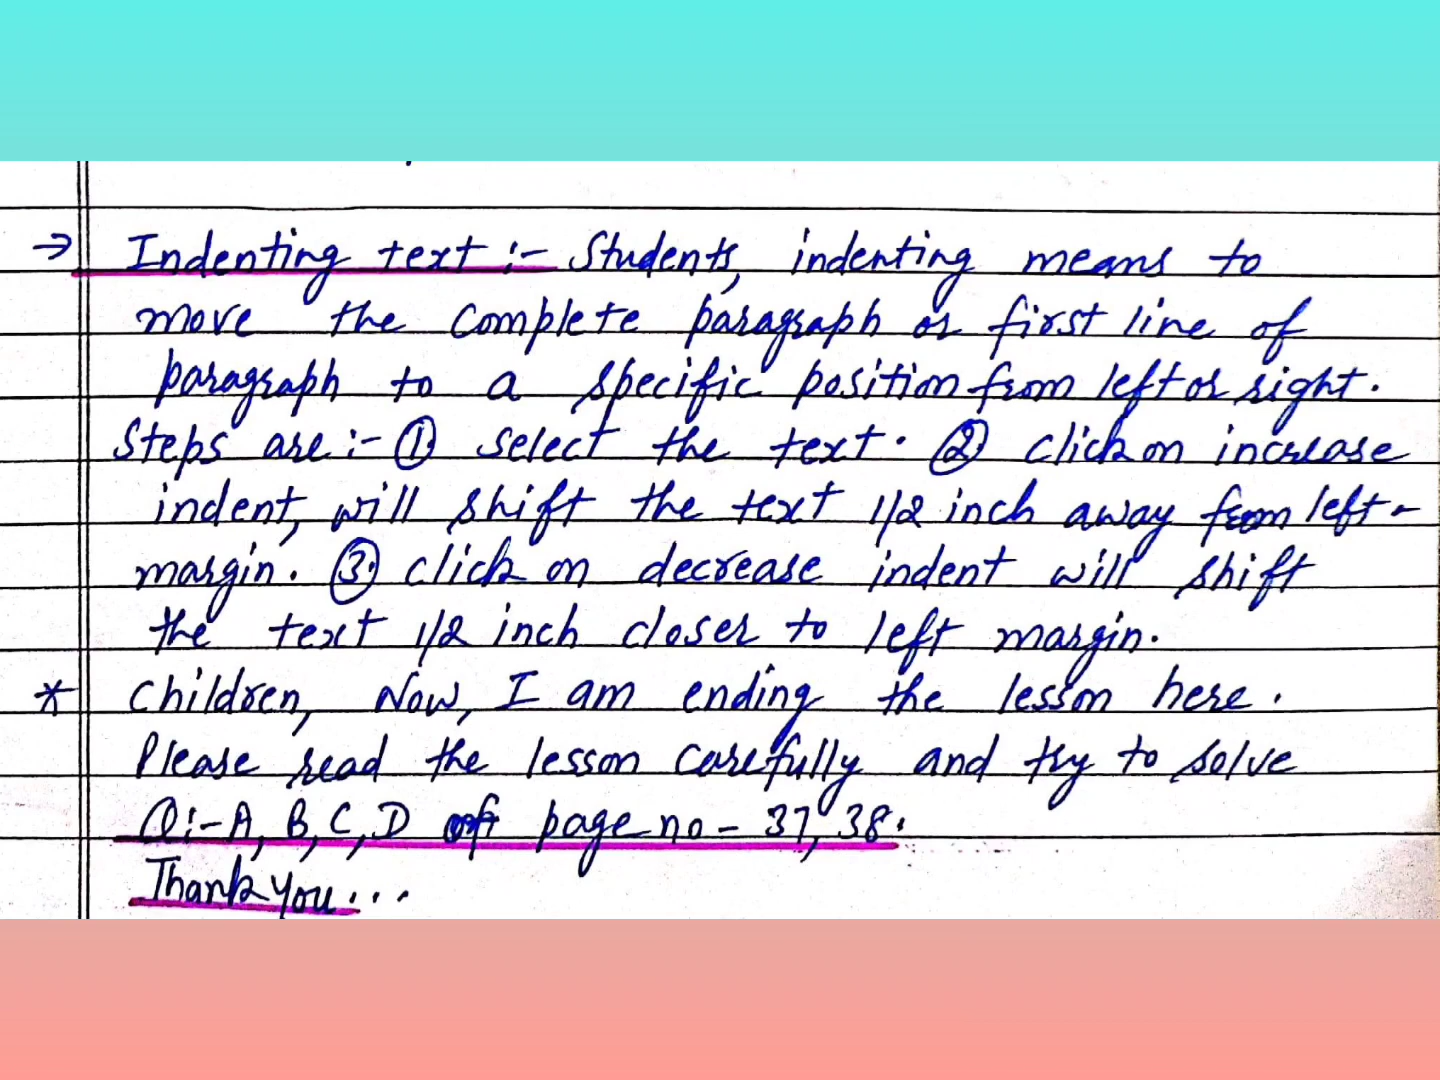 → Indenting text :- Students, indenting means to
move the complete paragraph or first line of
paragraph to a specific position from left or right.
Steps are :- ① select the text. ② click on increase
indent, will shift the text 1/2 inch away from left-
margin. ③ click on decrease indent will shift
the text 1/2 inch closer to left margin.
* Children, Now, I am ending the lesson here.
Please read the lesson carefully and try to solve
Q:- A, B, C, D of page no - 37, 38.
Thank you...